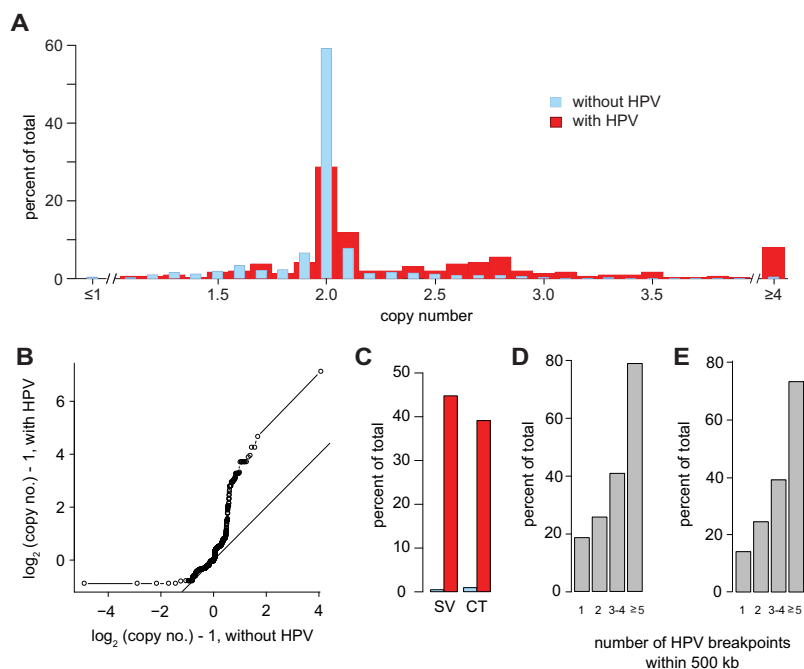 A
percent of total
60
40
20
0
without HPV
with HPV
≤1
1.5
2.0
2.5
3.0
3.5
≥4
copy number
B
log2 (copy no.) - 1, with HPV
6
4
2
0
−4
−2
0
2
4
log2 (copy no.) - 1, without HPV
C
percent of total
50
40
30
20
10
0
SV
CT
D
percent of total
80
60
40
20
0
1
2
3-4
≥5
E
percent of total
80
60
40
20
0
1
2
3-4
≥5
number of HPV breakpoints
within 500 kb